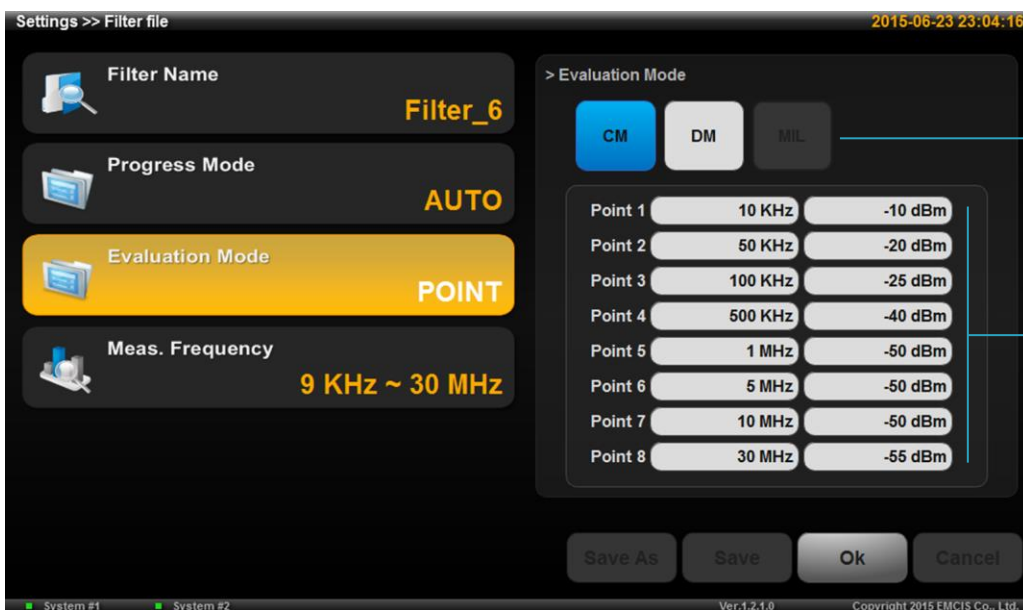 Settings >> Filter file 2015-06-23 23:04:16
Filter Name
Filter_6
Progress Mode
AUTO
Evaluation Mode
POINT
Meas. Frequency
9 KHz ~ 30 MHz
> Evaluation Mode
CM DM MIL
Point 1 10 KHz -10 dBm
Point 2 50 KHz -20 dBm
Point 3 100 KHz -25 dBm
Point 4 500 KHz -40 dBm
Point 5 1 MHz -50 dBm
Point 6 5 MHz -50 dBm
Point 7 10 MHz -50 dBm
Point 8 30 MHz -55 dBm
Save As Save Ok Cancel
System #1 System #2 Ver.1.2.1.0 Copyright 2015 EMCIS Co., Ltd.